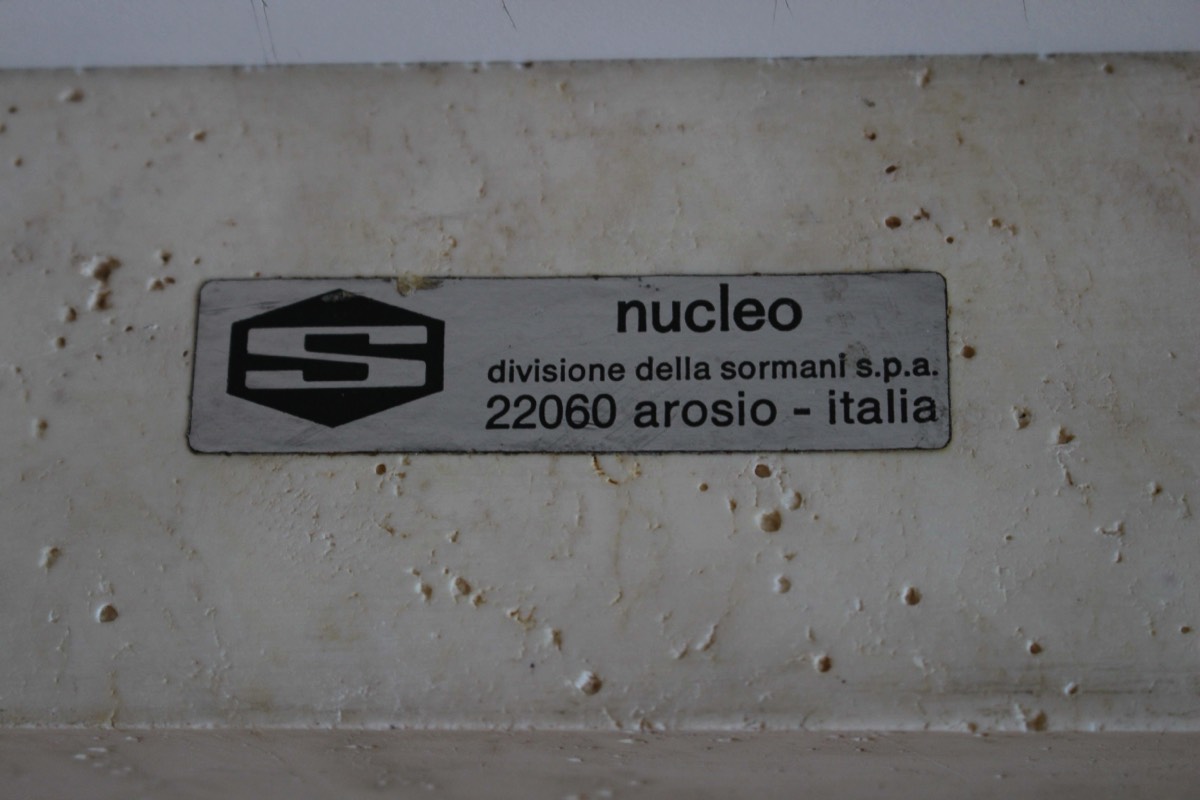 S
nucleo
divisione della sormani s.p.a.
22060 arosio - italia